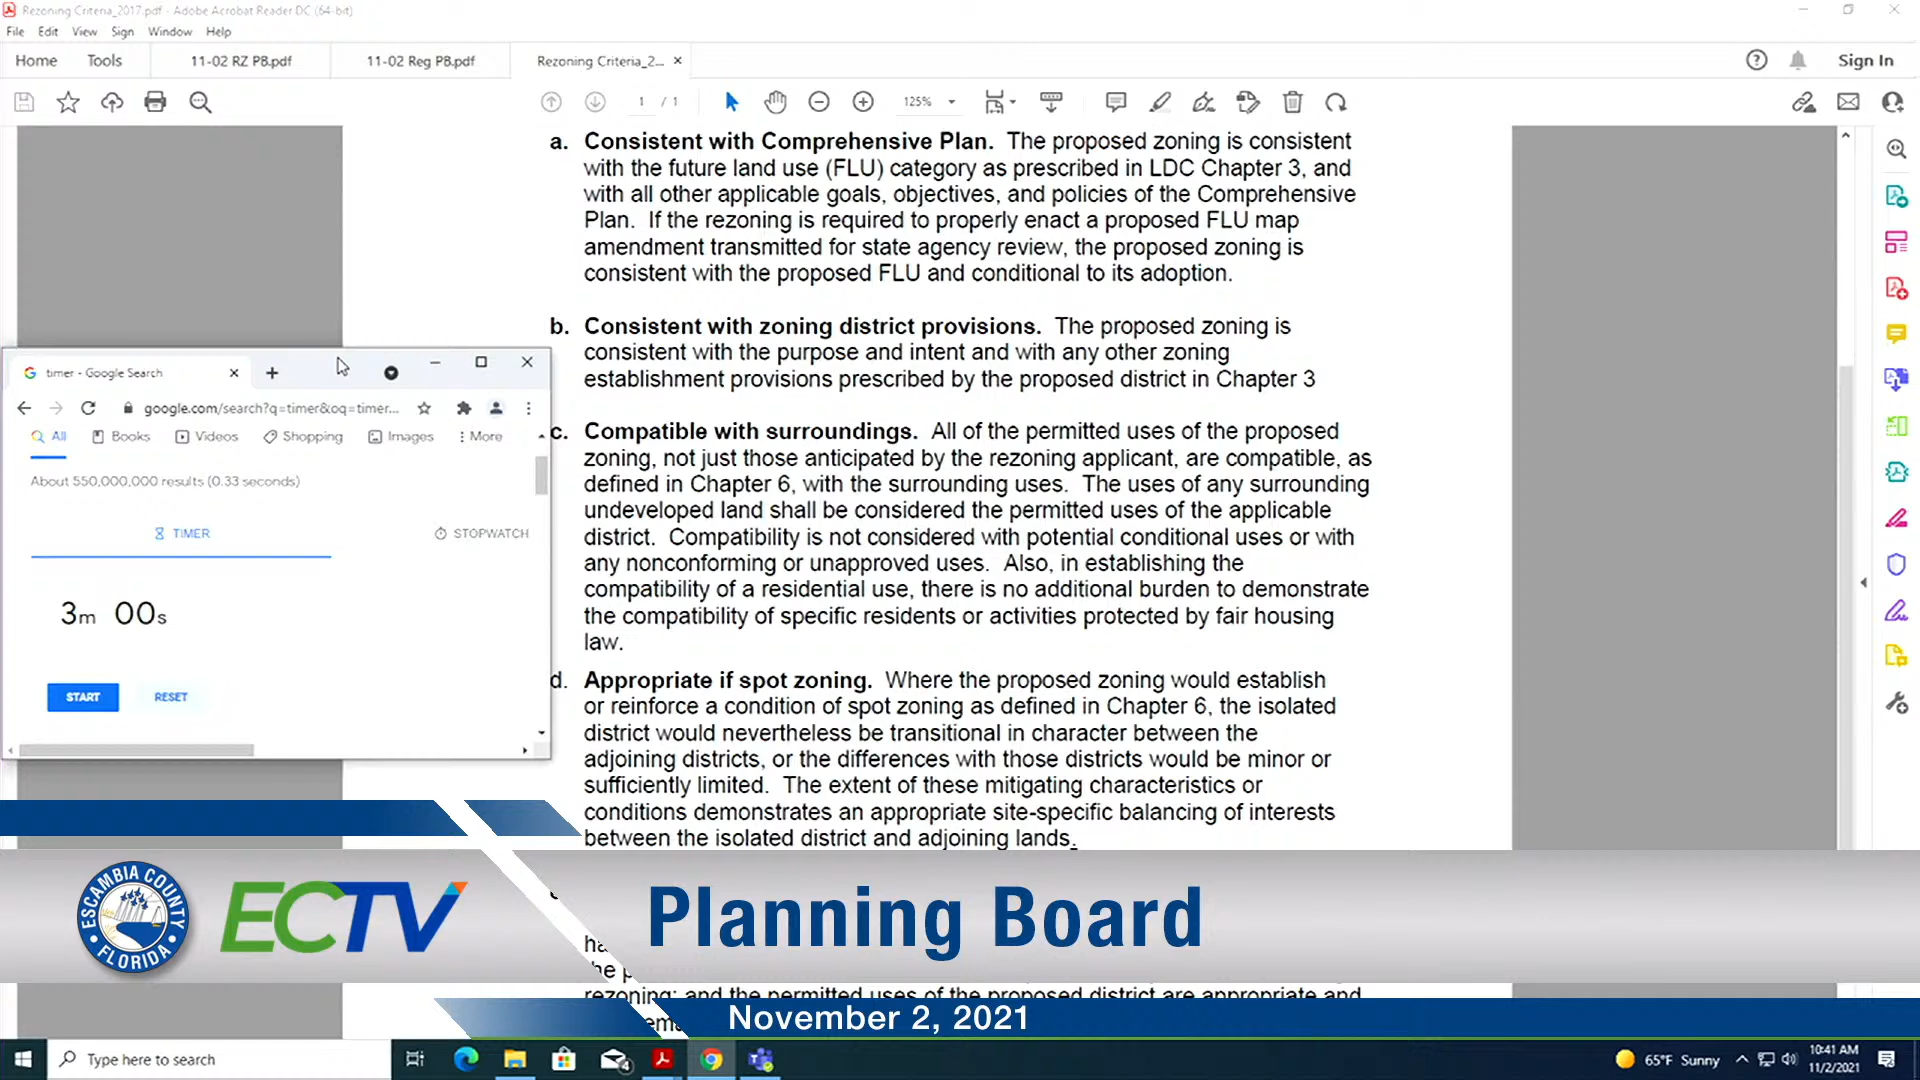 Rezoning Criteria_2017.pdf - Adobe Acrobat Reader DC (64-bit)
File Edit View Sign Window Help
Home Tools 11-02 RZ PB.pdf 11-02 Reg PB.pdf Rezoning Criteria_2... × Sign In
1 / 1 125%
a. Consistent with Comprehensive Plan. The proposed zoning is consistent
with the future land use (FLU) category as prescribed in LDC Chapter 3, and
with all other applicable goals, objectives, and policies of the Comprehensive
Plan. If the rezoning is required to properly enact a proposed FLU map
amendment transmitted for state agency review, the proposed zoning is
consistent with the proposed FLU and conditional to its adoption.
b. Consistent with zoning district provisions. The proposed zoning is
consistent with the purpose and intent and with any other zoning
establishment provisions prescribed by the proposed district in Chapter 3
c. Compatible with surroundings. All of the permitted uses of the proposed
zoning, not just those anticipated by the rezoning applicant, are compatible, as
defined in Chapter 6, with the surrounding uses. The uses of any surrounding
undeveloped land shall be considered the permitted uses of the applicable
district. Compatibility is not considered with potential conditional uses or with
any nonconforming or unapproved uses. Also, in establishing the
compatibility of a residential use, there is no additional burden to demonstrate
the compatibility of specific residents or activities protected by fair housing
law.
d. Appropriate if spot zoning. Where the proposed zoning would establish
or reinforce a condition of spot zoning as defined in Chapter 6, the isolated
district would nevertheless be transitional in character between the
adjoining districts, or the differences with those districts would be minor or
sufficiently limited. The extent of these mitigating characteristics or
conditions demonstrates an appropriate site-specific balancing of interests
between the isolated district and adjoining lands.
rezoning; and the permitted uses of the proposed district are appropriate and
timer - Google Search
google.com/search?q=timer&oq=timer...
All Books Videos Shopping Images More
About 550,000,000 results (0.33 seconds)
TIMER STOPWATCH
3m 00s
START RESET
ESCAMBIA COUNTY
FLORIDA
ECTV
Planning Board
November 2, 2021
Type here to search
4
65°F Sunny
10:41 AM
11/2/2021